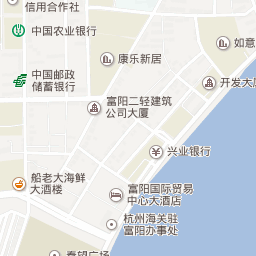 信用合作社
中国农业银行
康乐新居
如意
中国邮政
储蓄银行
开发大厦
富阳二轻建筑
公司大厦
兴业银行
船老大海鲜
大酒楼
富阳国际贸易
中心大酒店
杭州海关驻
富阳办事处
秦望广场